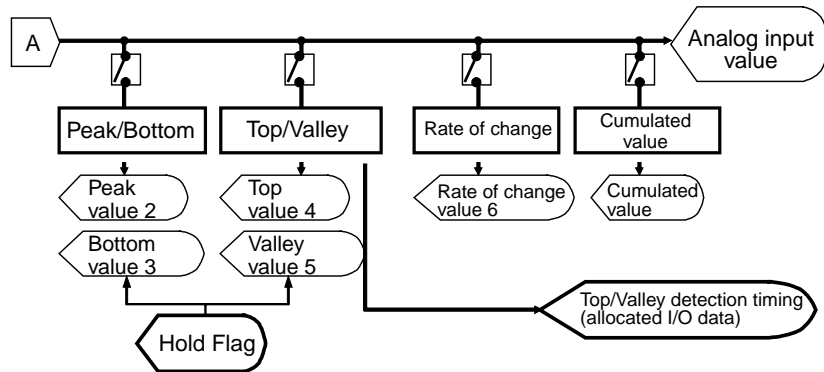 A
Analog input
value
Peak/Bottom
Top/Valley
Rate of change
Cumulated
value
Peak
value 2
Top
value 4
Rate of change
value 6
Cumulated
value
Bottom
value 3
Valley
value 5
Top/Valley detection timing
(allocated I/O data)
Hold Flag